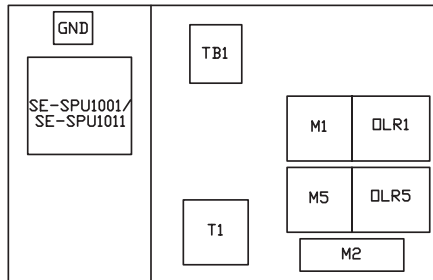 GND
TB1
SE-SPU1001/
SE-SPU1011
M1
OLR1
M5
OLR5
T1
M2